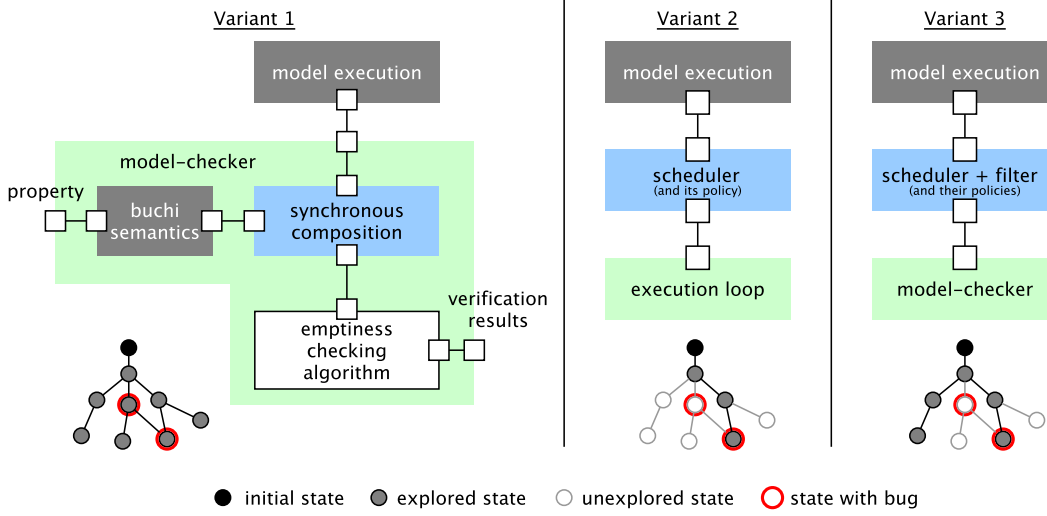 Variant 1
model execution
model-checker
property
buchi
semantics
synchronous
composition
verification
results
emptiness
checking
algorithm
Variant 2
model execution
scheduler
(and its policy)
execution loop
Variant 3
model execution
scheduler + filter
(and their policies)
model-checker
initial state
explored state
unexplored state
state with bug